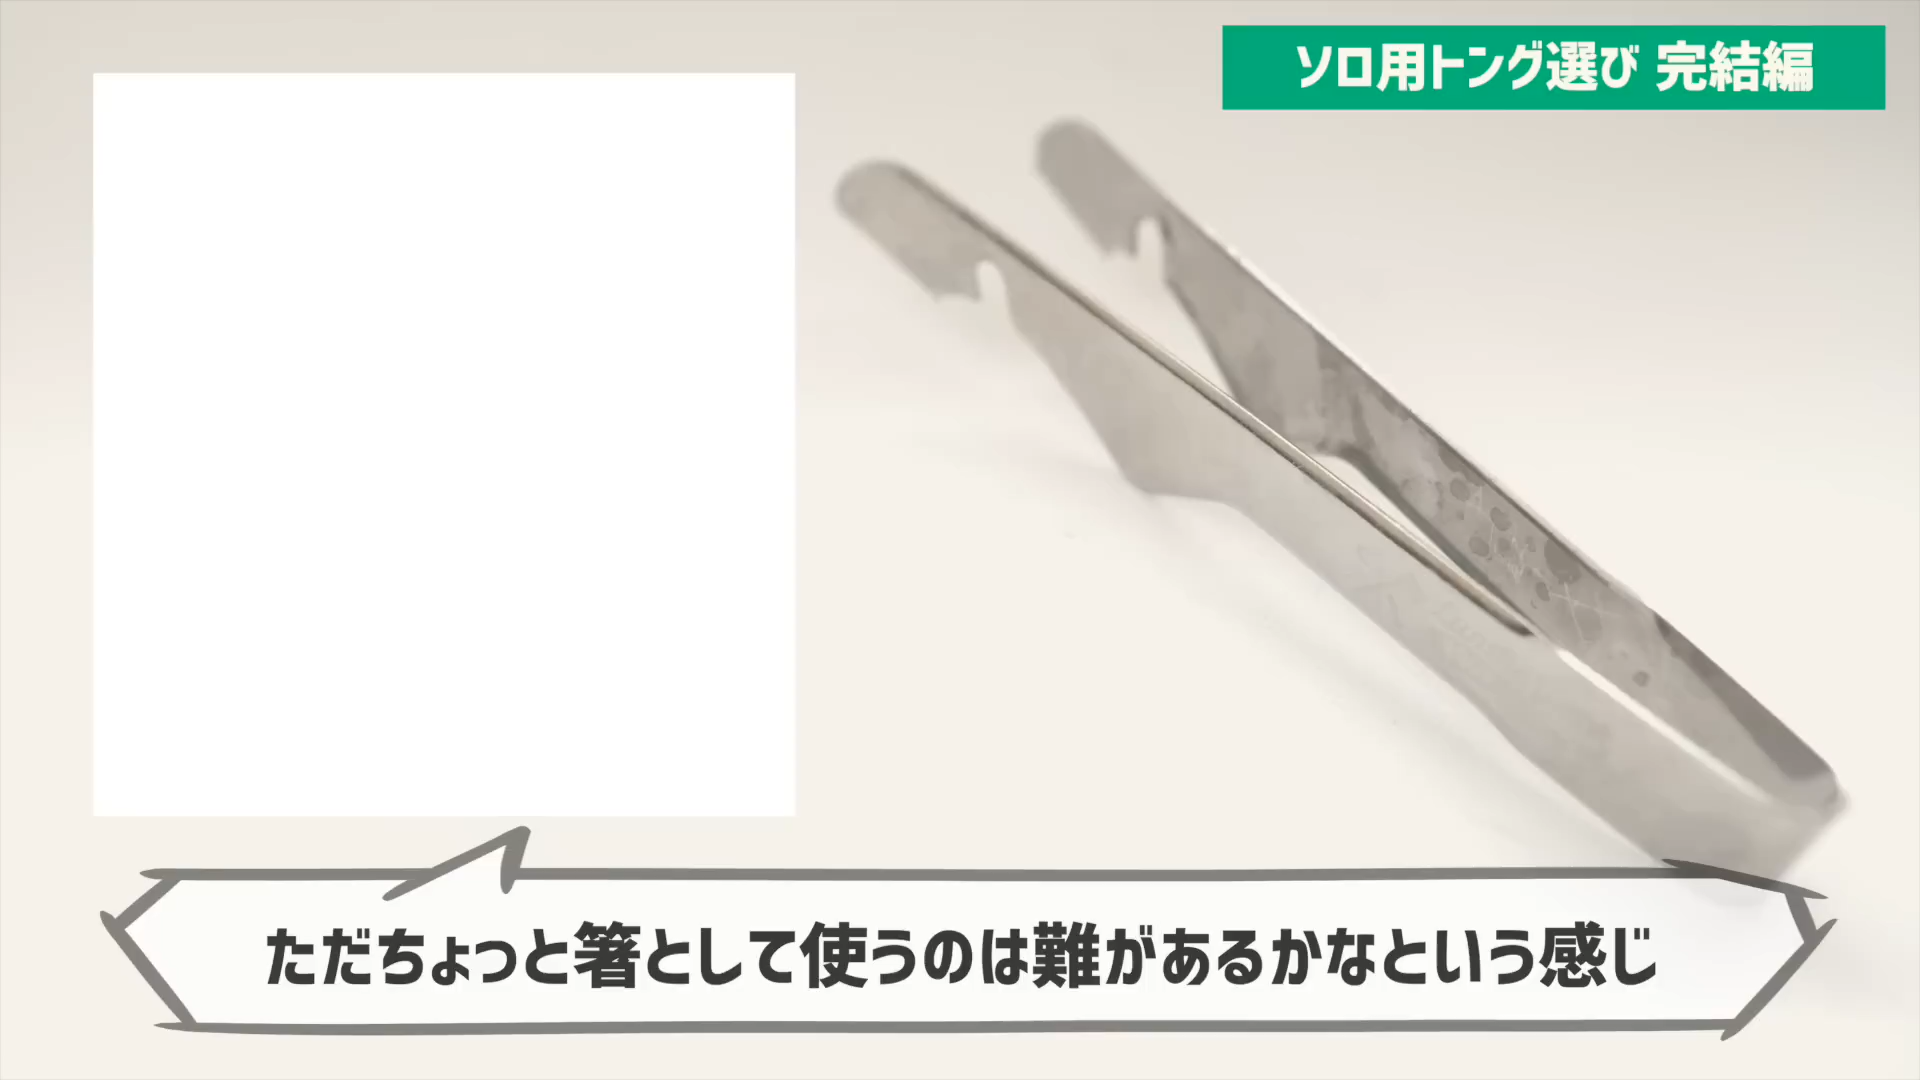 ソロ用トング選び 完結編
ただちょっと箸として使うのは難があるかなという感じ